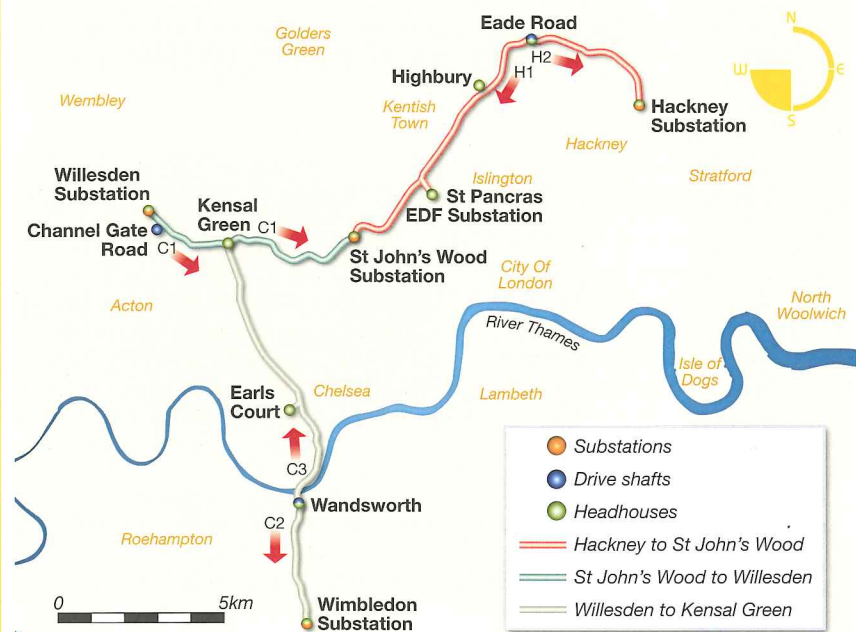 Golders
Green
Eade Road
N
W
E
S
H2
H1
Highbury
Wembley
Kentish
Town
Hackney
Substation
Hackney
Willesden
Substation
Islington
Stratford
Kensal
Green
St Pancras
EDF Substation
Channel Gate
Road
C1
C1
St John's Wood
Substation
City Of
London
Acton
North
Woolwich
River Thames
Isle of
Dogs
Earls
Court
Chelsea
Lambeth
C3
Wandsworth
C2
Roehampton
0
5km
Wimbledon
Substation
Substations
Drive shafts
Headhouses
Hackney to St John's Wood
St John's Wood to Willesden
Willesden to Kensal Green